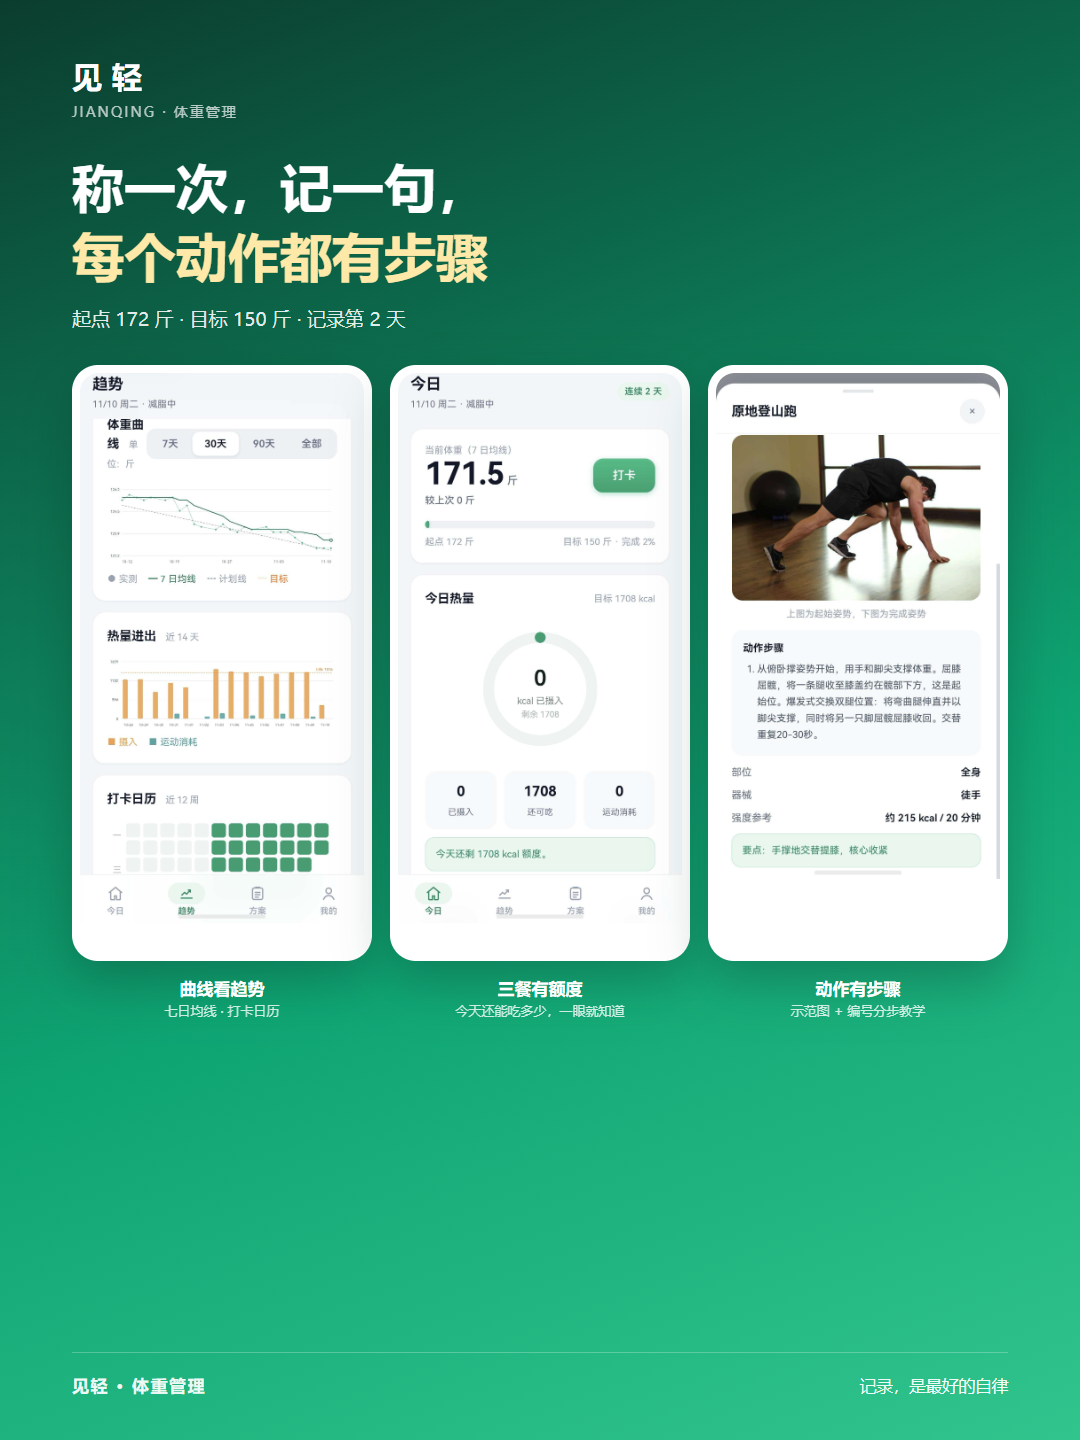 见 轻
JIANQING · 体重管理
称一次，记一句，
每个动作都有步骤
起点 172 斤 · 目标 150 斤 · 记录第 2 天
趋势
11/10 周二 · 减脂中
体重曲
线 单
位：斤
7天 30天 90天 全部
实测 7 日均线 计划线 目标
热量进出 近 14 天
摄入 运动消耗
打卡日历 近 12 周
一
三
今日 趋势 方案 我的
今日
11/10 周二 · 减脂中
连续 2 天
当前体重（7 日均线）
171.5 斤
打卡
较上次 0 斤
起点 172 斤 目标 150 斤 · 完成 2%
今日热量 目标 1708 kcal
0
kcal 已摄入
剩余 1708
0 1708 0
已摄入 还可吃 运动消耗
今天还剩 1708 kcal 额度。
今日 趋势 方案 我的
原地登山跑 ×
上图为起始姿势，下图为完成姿势
动作步骤
1. 从俯卧撑姿势开始，用手和脚尖支撑体重。屈膝
屈髋，将一条腿收至膝盖约在髋部下方，这是起
始位。爆发式交换双腿位置：将弯曲腿伸直并以
脚尖支撑，同时将另一只脚屈髋屈膝收回。交替
重复20-30秒。
部位 全身
器械 徒手
强度参考 约 215 kcal / 20 分钟
要点：手撑地交替提膝，核心收紧
曲线看趋势
七日均线 · 打卡日历
三餐有额度
今天还能吃多少，一眼就知道
动作有步骤
示范图 + 编号分步教学
见轻 · 体重管理
记录，是最好的自律